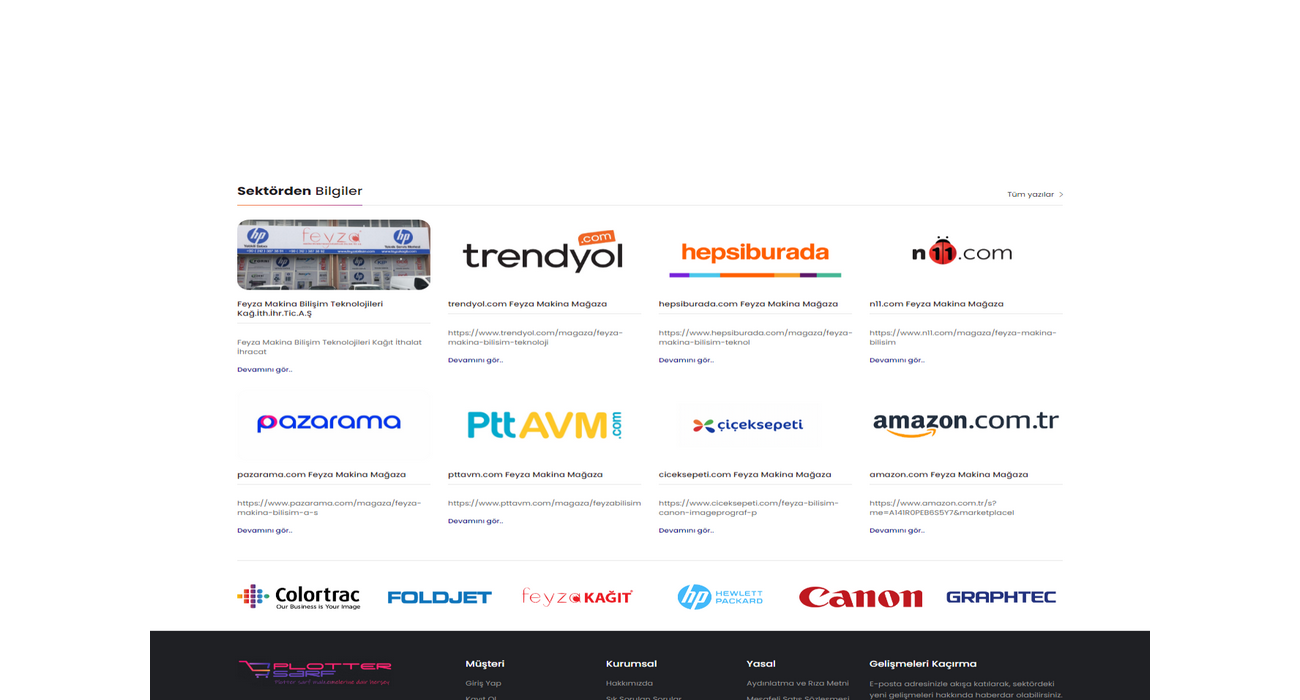 Sektörden Bilgiler
Tüm yazılar
hp
feyza
hp
trendyol
.com
hepsiburada
n11.com
Feyza Makina Bilişim Teknolojileri
Kağ.İth.İhr.Tic.A.Ş
trendyol.com Feyza Makina Mağaza
hepsiburada.com Feyza Makina Mağaza
n11.com Feyza Makina Mağaza
Feyza Makina Bilişim Teknolojileri Kağıt İthalat
İhracat
Devamını gör..
https://www.trendyol.com/magaza/feyza-
makina-bilisim-teknoloji
Devamını gör..
https://www.hepsiburada.com/magaza/feyza-
makina-bilisim-teknol
Devamını gör..
https://www.n11.com/magaza/feyza-makina-
bilisim
Devamını gör..
pazarama
PttAVM
.com
çiçeksepeti
amazon.com.tr
pazarama.com Feyza Makina Mağaza
pttavm.com Feyza Makina Mağaza
ciceksepeti.com Feyza Makina Mağaza
amazon.com Feyza Makina Mağaza
https://www.pazarama.com/magaza/feyza-
makina-bilisim-a-s
Devamını gör..
https://www.pttavm.com/magaza/feyzabilisim
Devamını gör..
https://www.ciceksepeti.com/feyza-bilisim-
canon-imageprograf-p
Devamını gör..
https://www.amazon.com.tr/s?
me=A141R0PEB6S5Y7&marketplaceI
Devamını gör..
Colortrac
Our Business is Your Image
FOLDJET
feyza KAĞIT
hp HEWLETT
PACKARD
Canon
GRAPHTEC
PLOTTER
SARF
Müşteri
Giriş Yap
Kayıt Ol
Kurumsal
Hakkımızda
Sık Sorulan Sorular
Yasal
Aydınlatma ve Rıza Metni
Mesafeli Satış Sözleşmesi
Gelişmeleri Kaçırma
E-posta adresinizle akışa katılarak, sektördeki
yeni gelişmeleri hakkında haberdar olabilirsiniz.